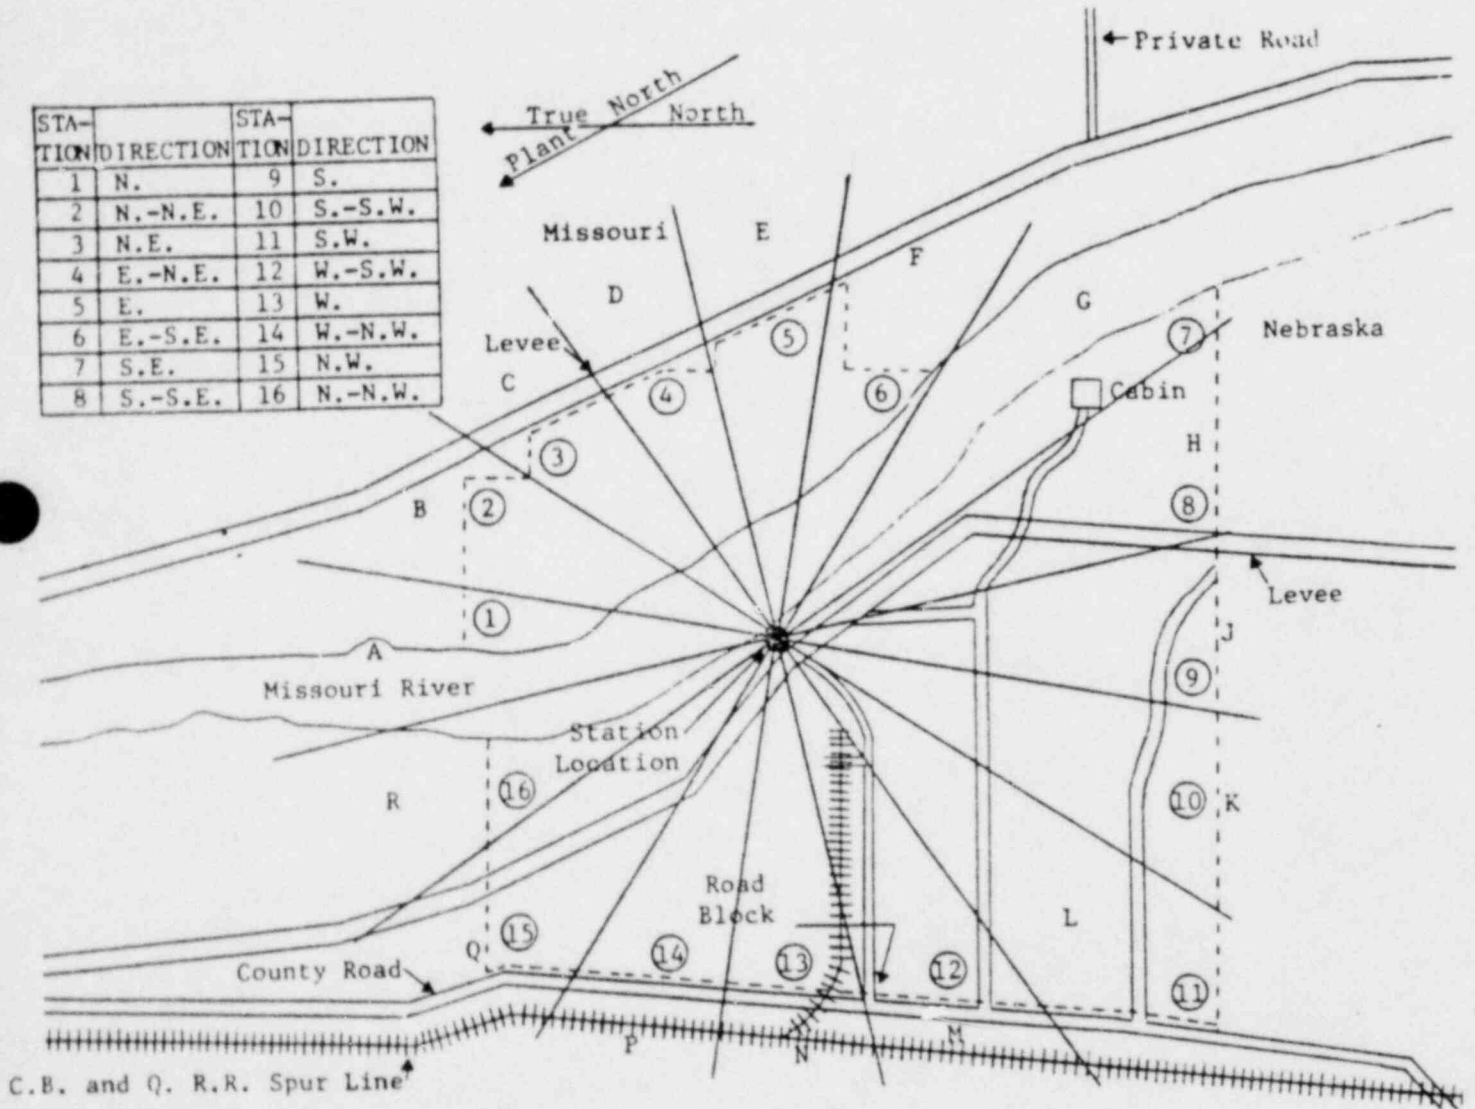 Private Road
True North
Plant North
STA-
TION DIRECTION STA-
TION DIRECTION
1 N. 9 S.
2 N.-N.E. 10 S.-S.W.
3 N.E. 11 S.W.
4 E.-N.E. 12 W.-S.W.
5 E. 13 W.
6 E.-S.E. 14 W.-N.W.
7 S.E. 15 N.W.
8 S.-S.E. 16 N.-N.W.
Missouri
E
F
D
G
Levee
5
7
Nebraska
C
4
6
Cabin
3
H
B
2
8
1
Levee
A
J
Missouri River
9
Station
Location
16
R
10
K
Road
Block
L
Q
15
14
13
12
11
County Road
P
N
M
C.B. and Q. R.R. Spur Line